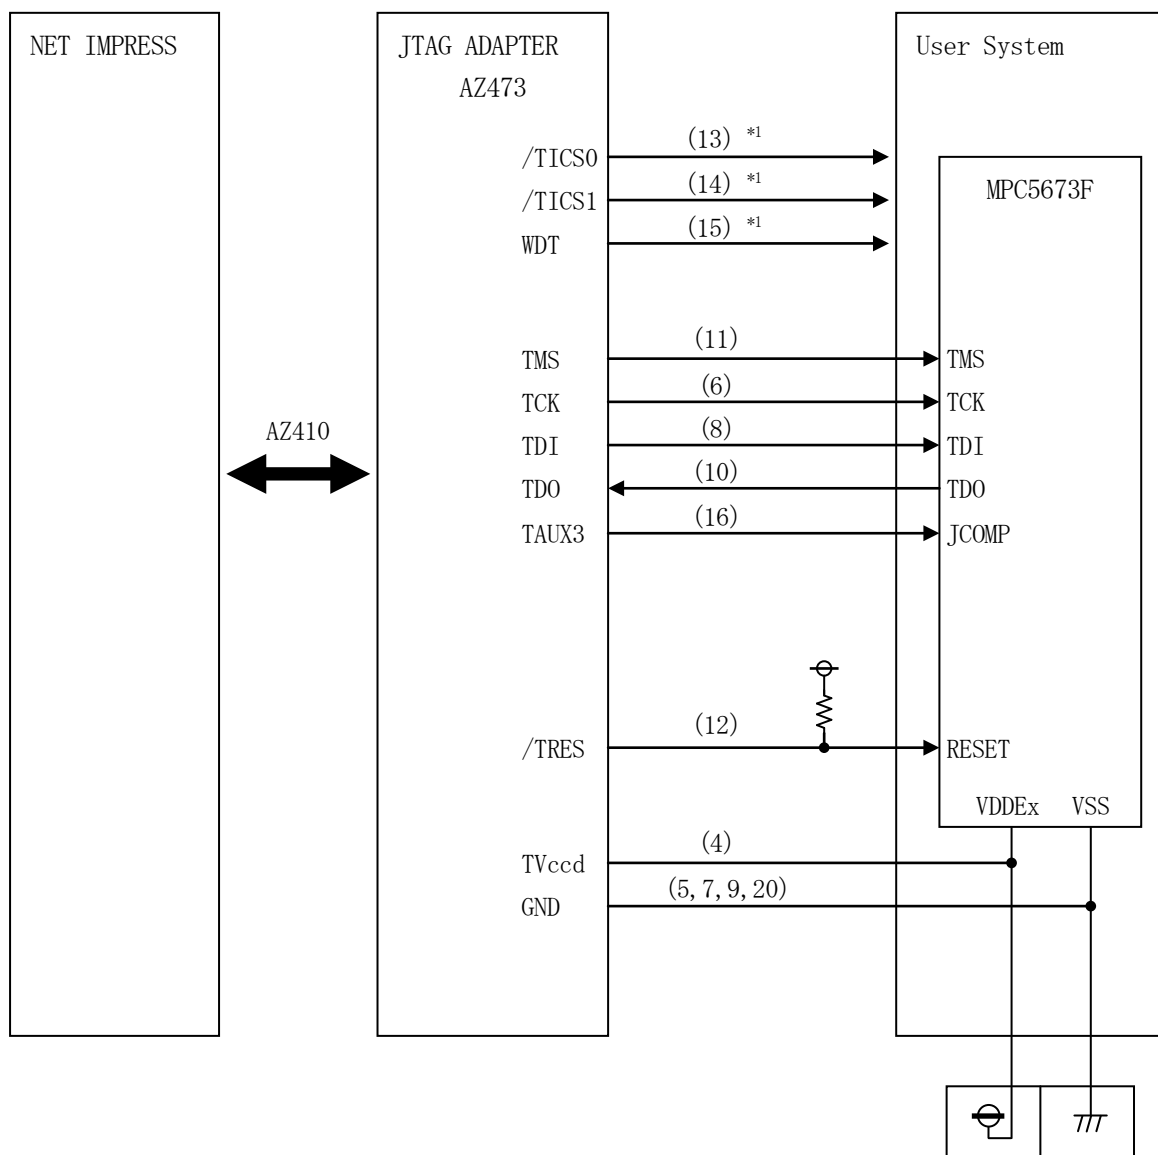 NET IMPRESS
JTAG ADAPTER
AZ473
User System
/TICS0
(13) *1
/TICS1
(14) *1
WDT
(15) *1
MPC5673F
AZ410
TMS
(11)
TMS
TCK
(6)
TCK
TDI
(8)
TDI
TDO
(10)
TDO
TAUX3
(16)
JCOMP
/TRES
(12)
RESET
VDDEx
VSS
TVccd
(4)
GND
(5,7,9,20)